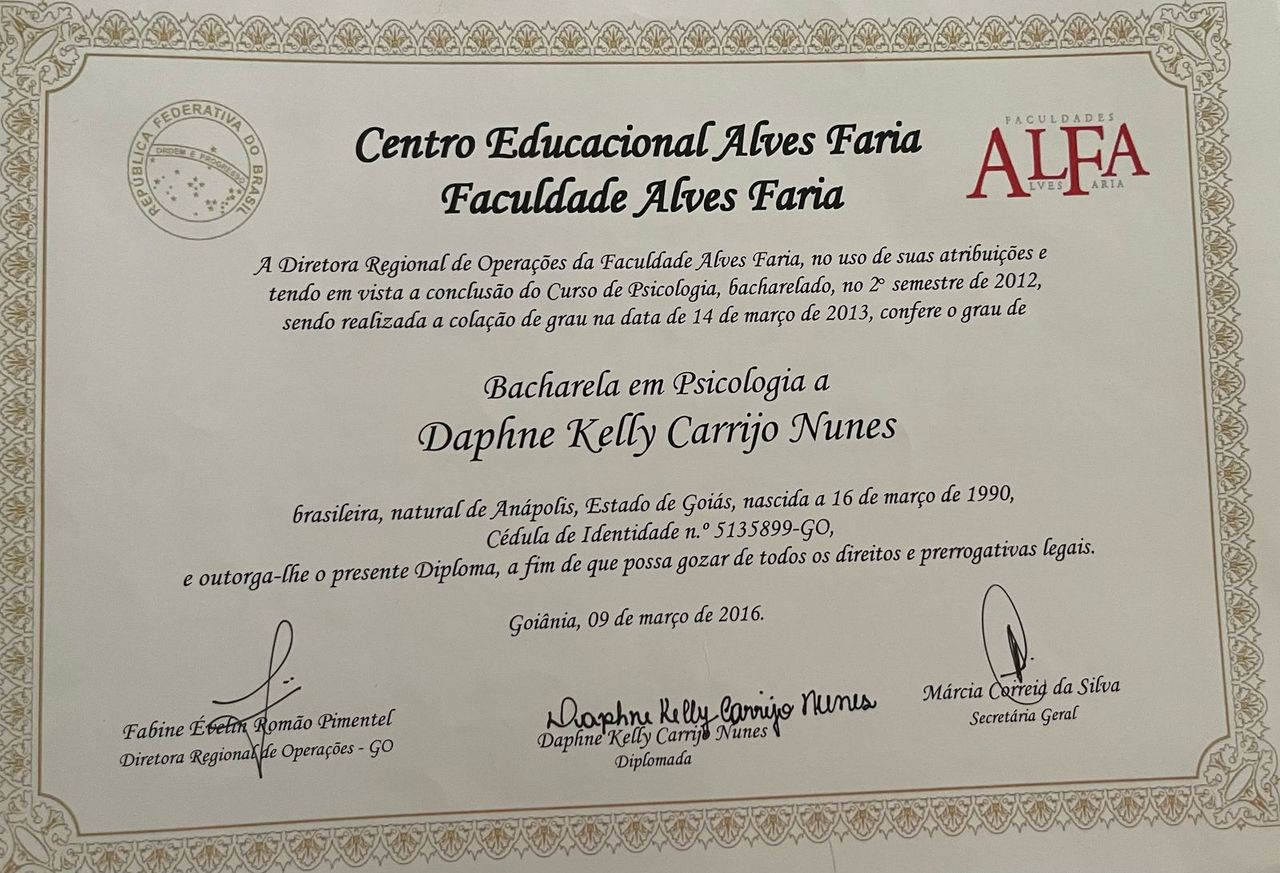 REPÚBLICA FEDERATIVA DO BRASIL
ORDEM E PROGRESSO
Centro Educacional Alves Faria
Faculdade Alves Faria
FACULDADES
ALFA
LVES ARIA
A Diretora Regional de Operações da Faculdade Alves Faria, no uso de suas atribuições e
tendo em vista a conclusão do Curso de Psicologia, bacharelado, no 2º semestre de 2012,
sendo realizada a colação de grau na data de 14 de março de 2013, confere o grau de
Bacharela em Psicologia a
Daphne Kelly Carrijo Nunes
brasileira, natural de Anápolis, Estado de Goiás, nascida a 16 de março de 1990,
Cédula de Identidade n.º 5135899-GO,
e outorga-lhe o presente Diploma, a fim de que possa gozar de todos os direitos e prerrogativas legais.
Goiânia, 09 de março de 2016.
Fabine Évelin Romão Pimentel
Diretora Regional de Operações - GO
Daphne Kelly Carrijo Nunes
Daphne Kelly Carrijo Nunes
Diplomada
Márcia Correia da Silva
Secretária Geral